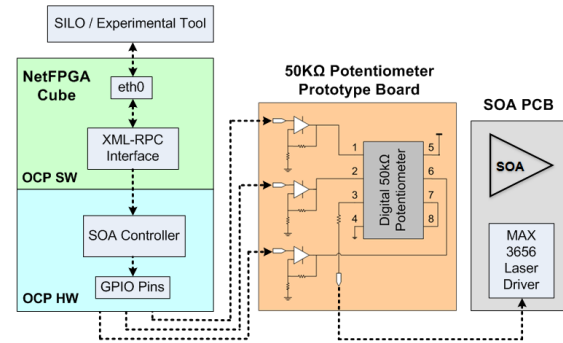 SILO / Experimental Tool
NetFPGA
Cube
eth0
XML-RPC
Interface
OCP SW
SOA Controller
GPIO Pins
OCP HW
50KΩ Potentiometer
Prototype Board
1
2
3
4
5
6
7
8
Digital 50kΩ
Potentiometer
SOA PCB
SOA
MAX
3656
Laser
Driver